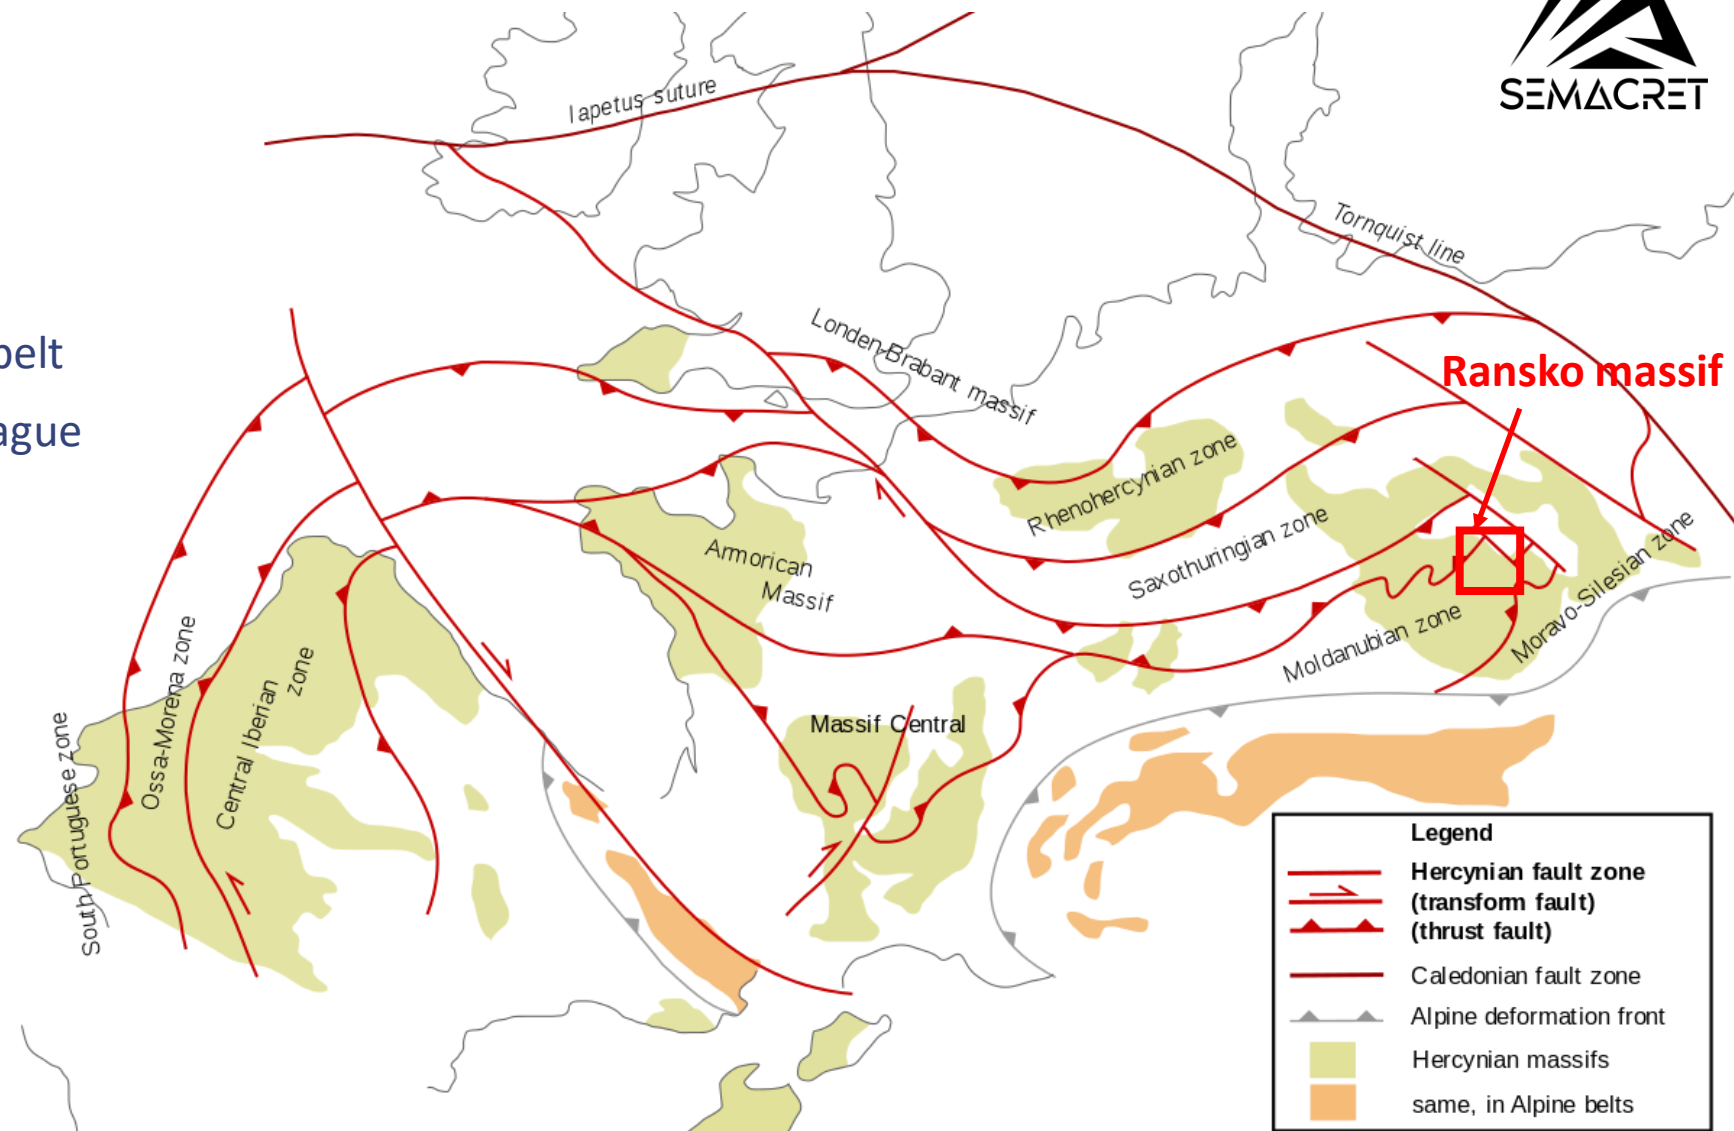 SEMACRET
Iapetus suture
Tornquist line
belt
Londen-Brabant massif
Ransko massif
ague
Rhenohercynian zone
Saxothuringian zone
Armorican
Massif
Moravo-Silesian zone
Moldanubian zone
Ossa-Morena zone
Central Iberian
zone
South Portuguese zone
Massif Central
Legend
Hercynian fault zone
(transform fault)
(thrust fault)
Caledonian fault zone
Alpine deformation front
Hercynian massifs
same, in Alpine belts